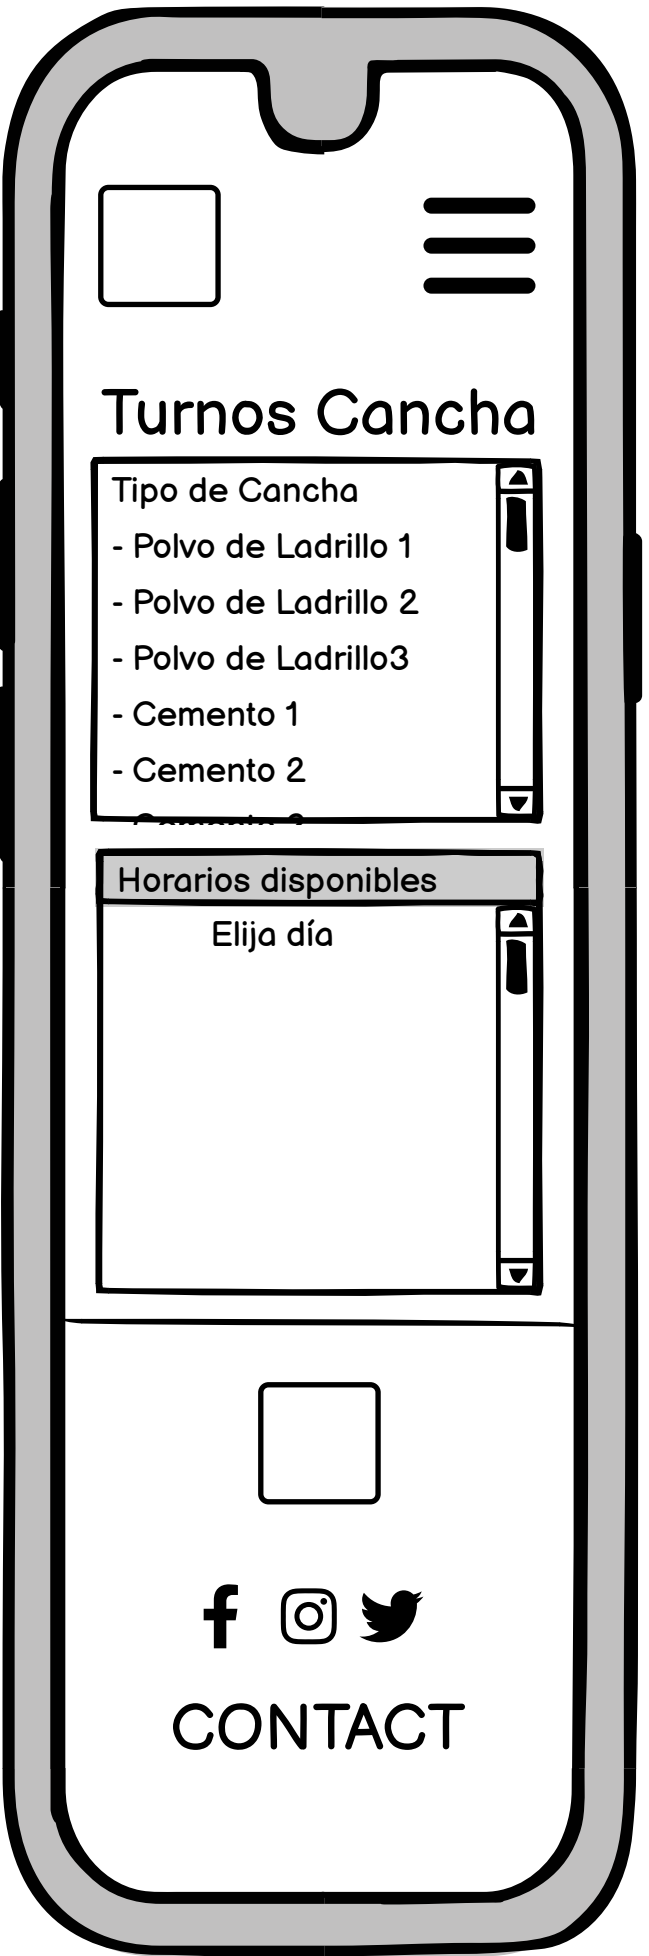 Turnos Cancha
Tipo de Cancha
- Polvo de Ladrillo 1
- Polvo de Ladrillo 2
- Polvo de Ladrillo3
- Cemento 1
- Cemento 2
Horarios disponibles
Elija día
CONTACT